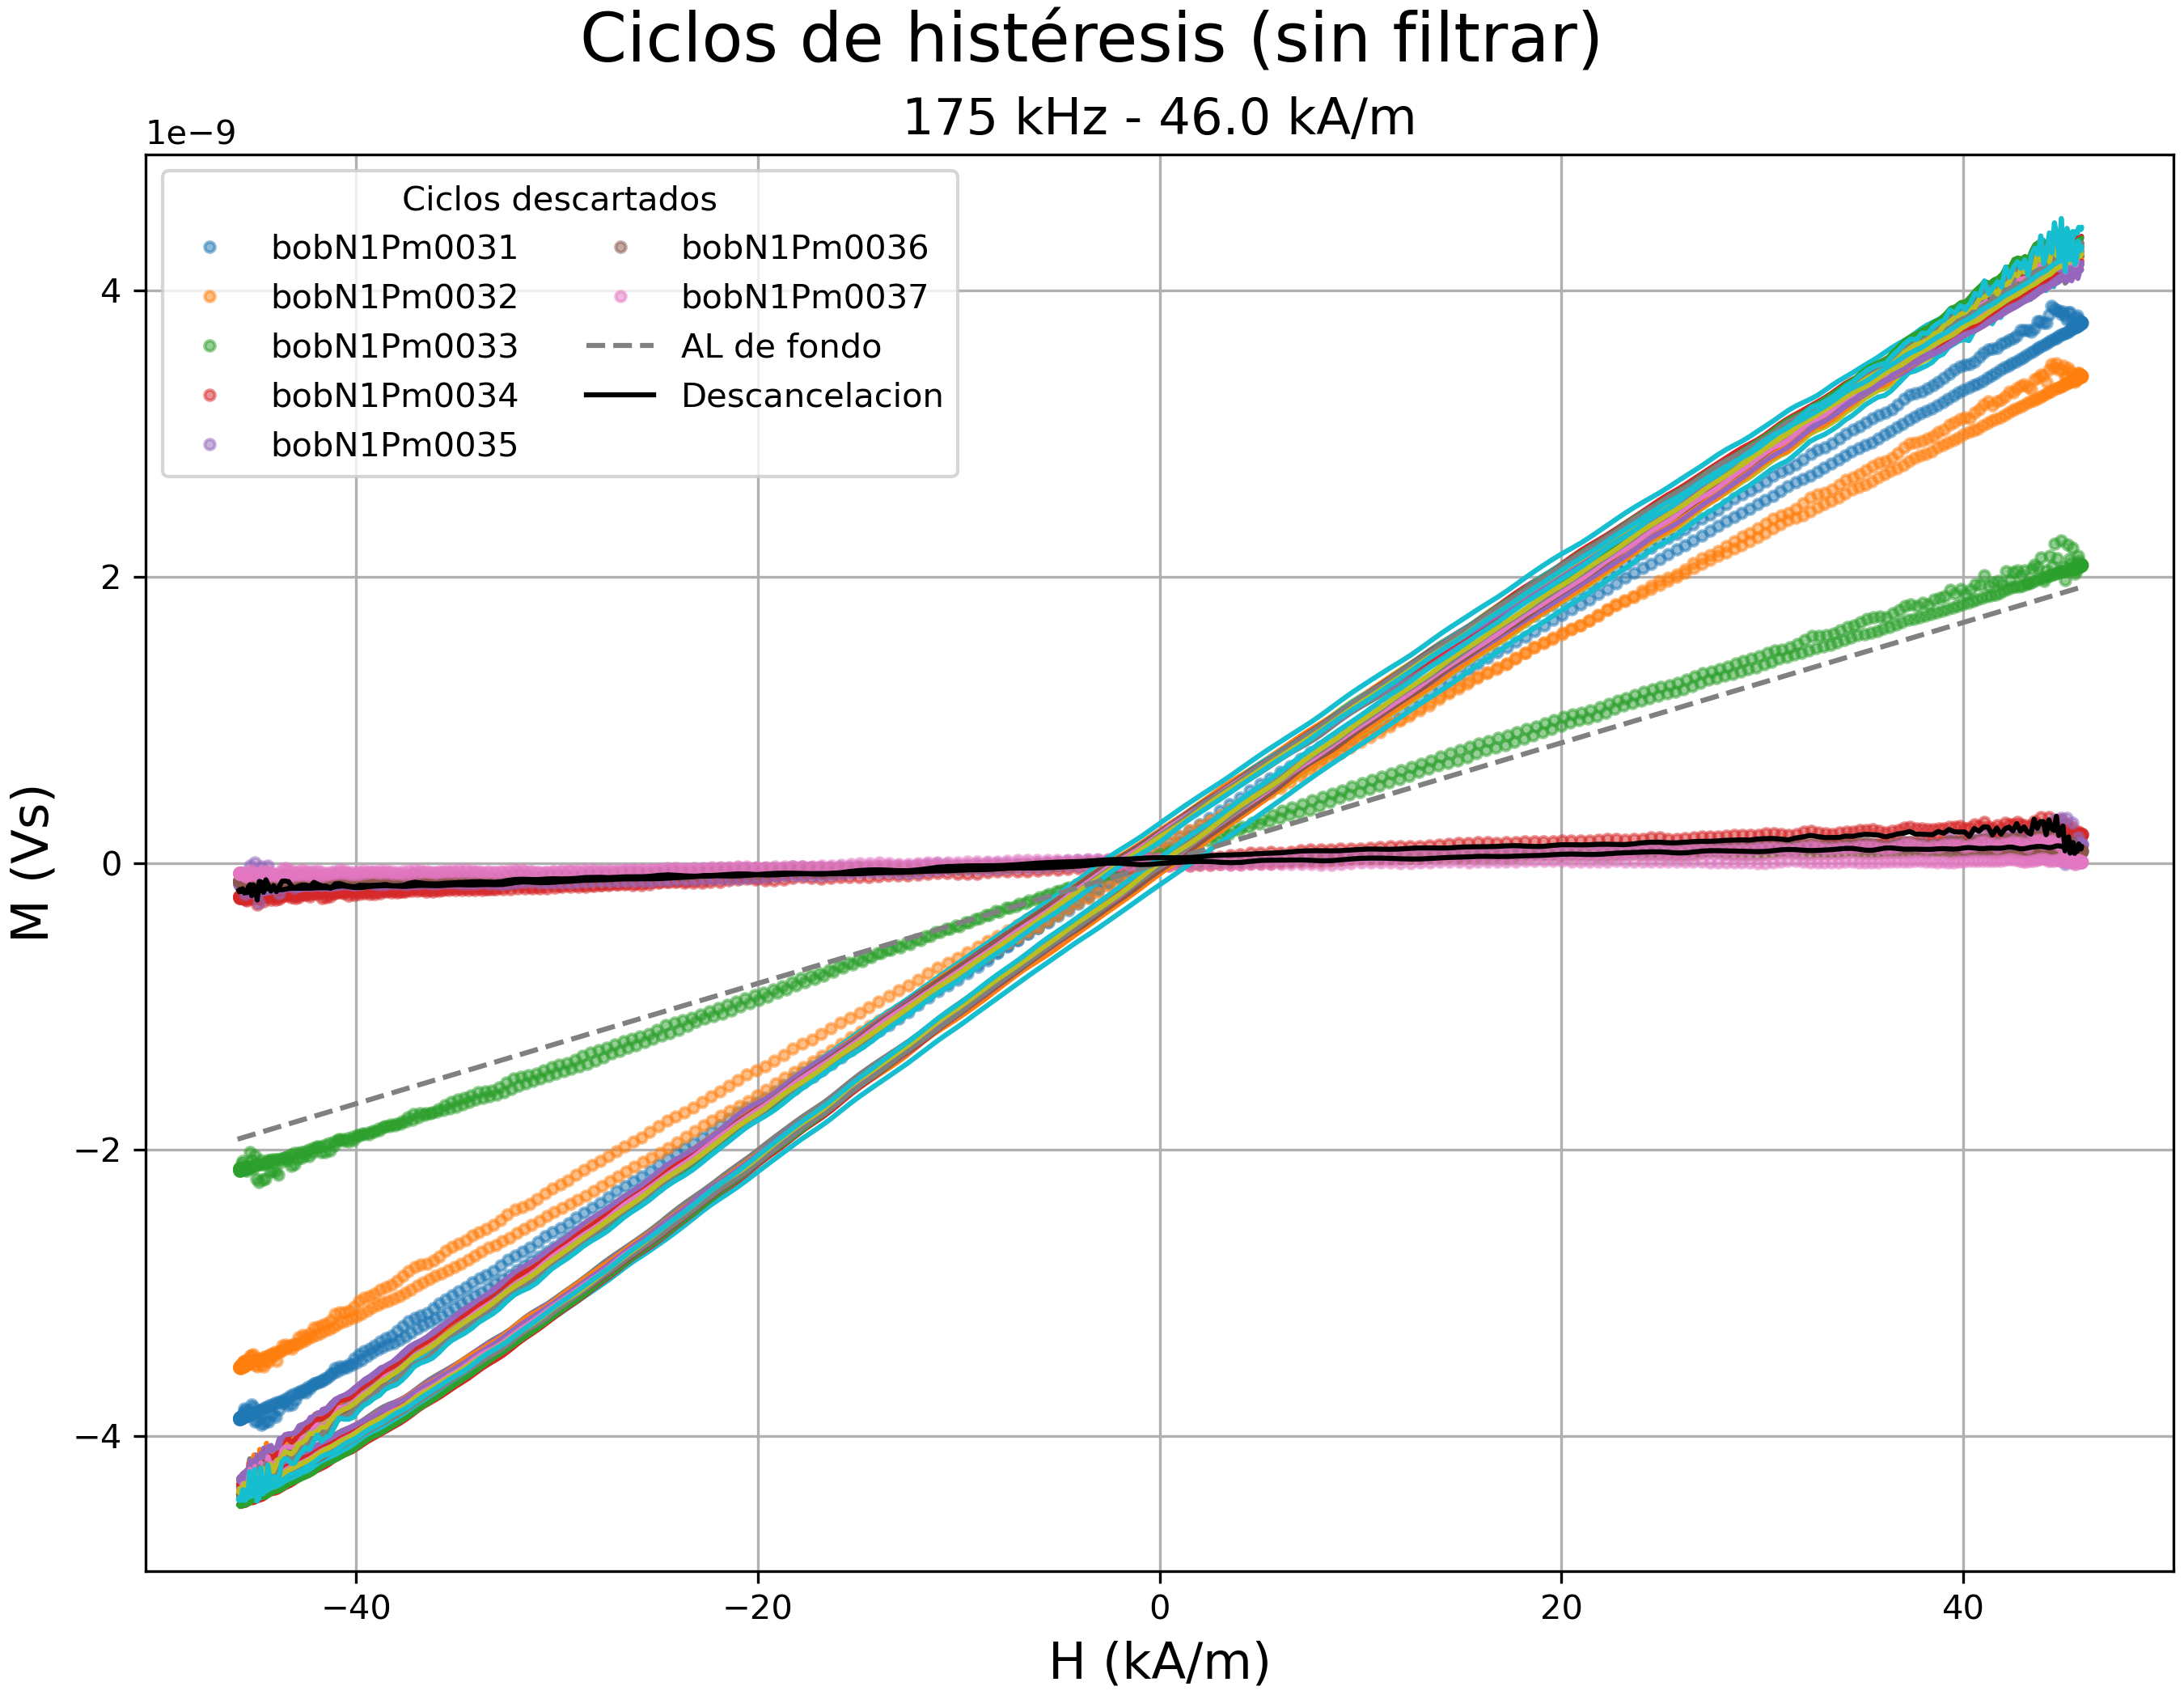 Ciclos de histéresis (sin filtrar)
175 kHz - 46.0 kA/m
1e−9
Ciclos descartados
bobN1Pm0031
bobN1Pm0032
bobN1Pm0033
bobN1Pm0034
bobN1Pm0035
bobN1Pm0036
bobN1Pm0037
AL de fondo
Descancelacion
M (Vs)
4
2
0
−2
−4
−40
−20
0
20
40
H (kA/m)